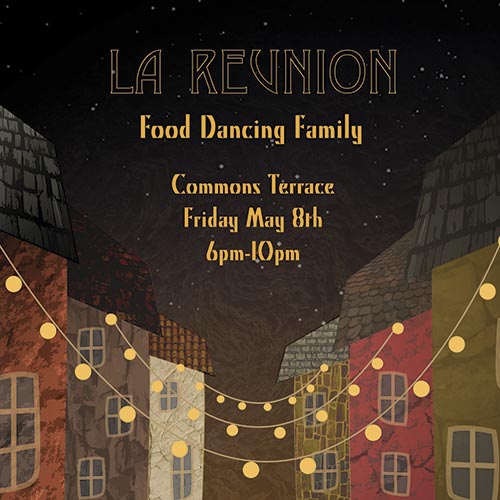 LA REUNION
Food Dancing Family
Commons Terrace
Friday May 8th
6pm-10pm